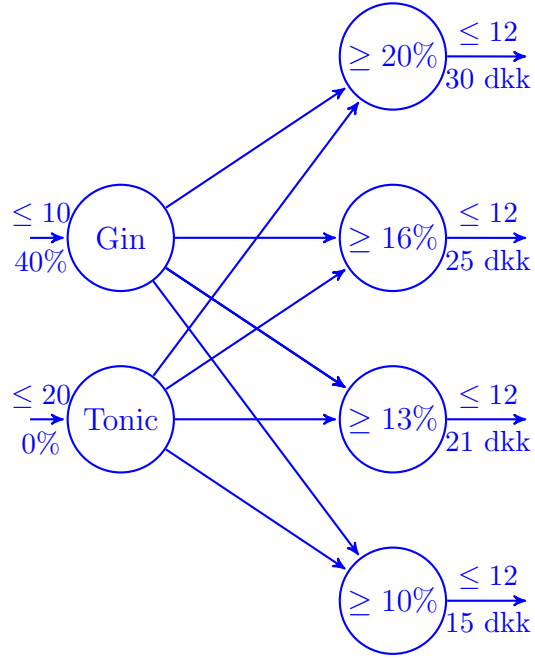 ≤ 12
≥ 20%
30 dkk
≤ 10
Gin
40%
≤ 12
≥ 16%
25 dkk
≤ 20
Tonic
0%
≤ 12
≥ 13%
21 dkk
≤ 12
≥ 10%
15 dkk